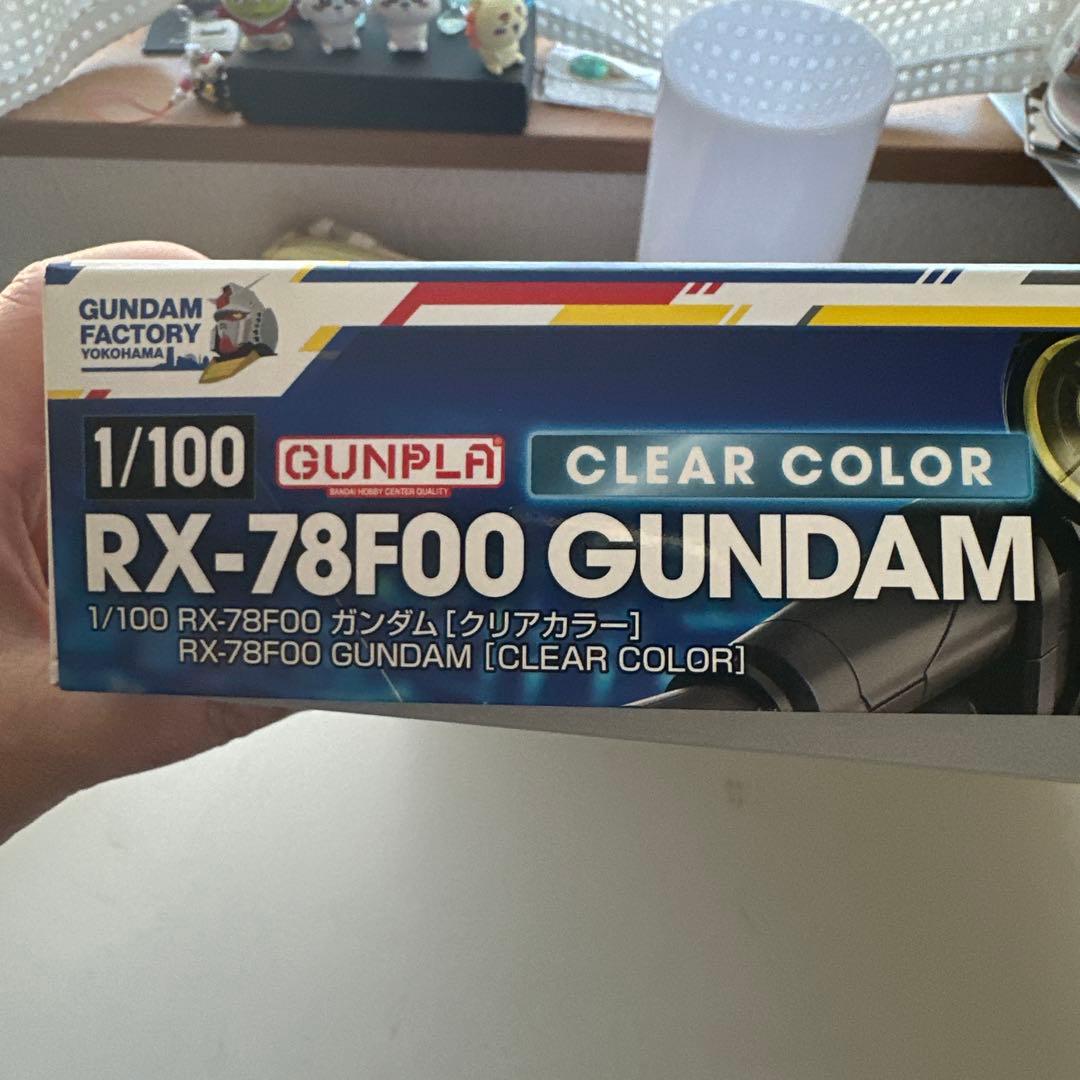 GUNDAM
FACTORY
YOKOHAMA
1/100 GUNPLA® CLEAR COLOR
BANDAI HOBBY CENTER QUALITY
RX-78F00 GUNDAM
1/100 RX-78F00 ガンダム[クリアカラー]
RX-78F00 GUNDAM [CLEAR COLOR]